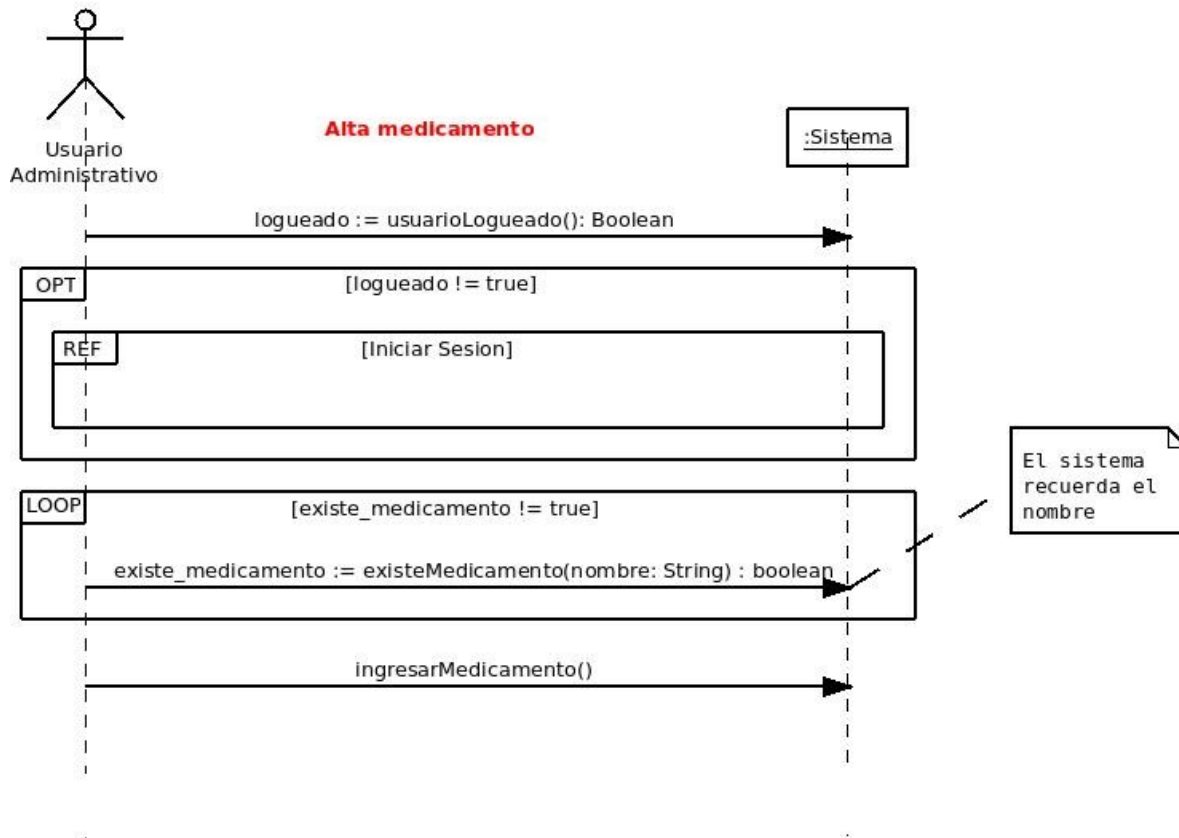 Alta medicamento
Usuario
Administrativo
:Sistema
logueado := usuarioLogueado(): Boolean
OPT
[logueado != true]
REF
[Iniciar Sesion]
El sistema
recuerda el
nombre
LOOP
[existe_medicamento != true]
existe_medicamento := existeMedicamento(nombre: String) : boolean
ingresarMedicamento()